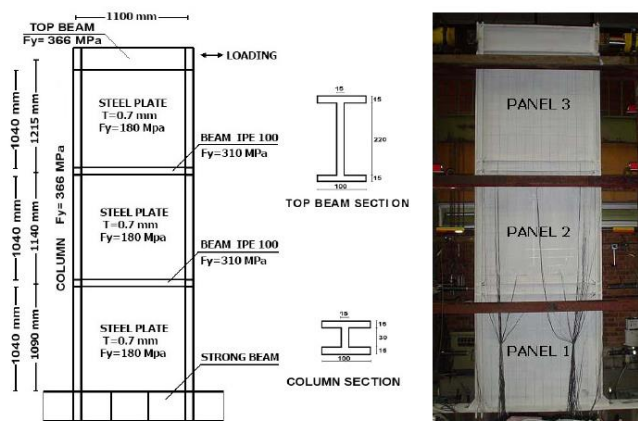 1100 mm
TOP BEAM
Fy= 366 MPa
LOADING
1040 mm
1215 mm
STEEL PLATE
T=0.7 mm
Fy=180 Mpa
BEAM IPE 100
Fy=310 MPa
COLUMN Fy= 366 MPa
1040 mm
1140 mm
STEEL PLATE
T=0.7 mm
Fy=180 Mpa
BEAM IPE 100
Fy=310 MPa
1040 mm
1090 mm
STEEL PLATE
T=0.7 mm
Fy=180 Mpa
STRONG BEAM
15
15
220
15
100
TOP BEAM SECTION
15
30
100
COLUMN SECTION
PANEL 3
PANEL 2
PANEL 1